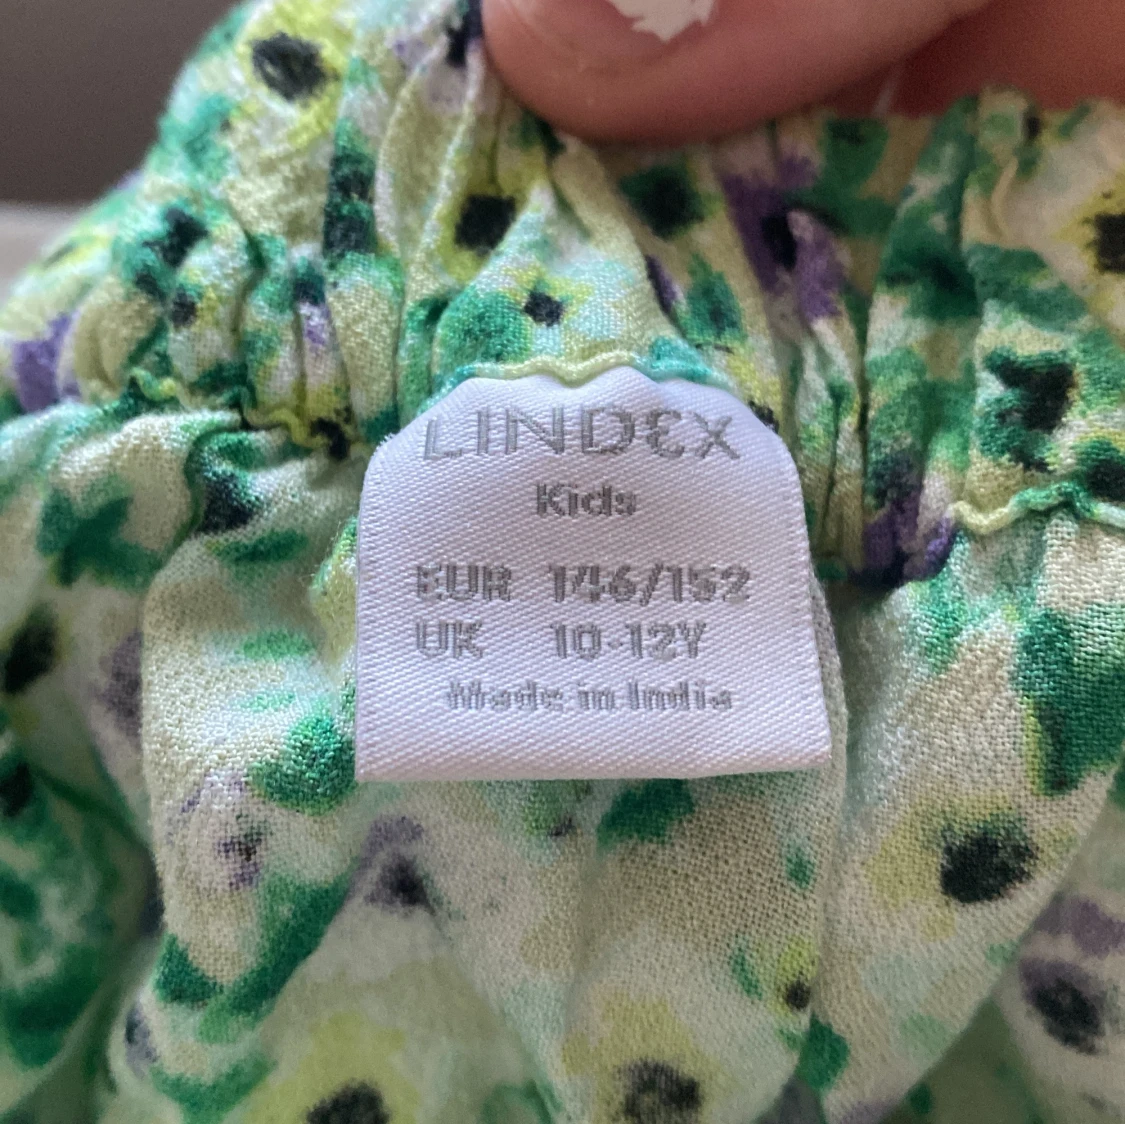 LINDEX
Kids
EUR 146/152
UK 10-12Y
Made in India